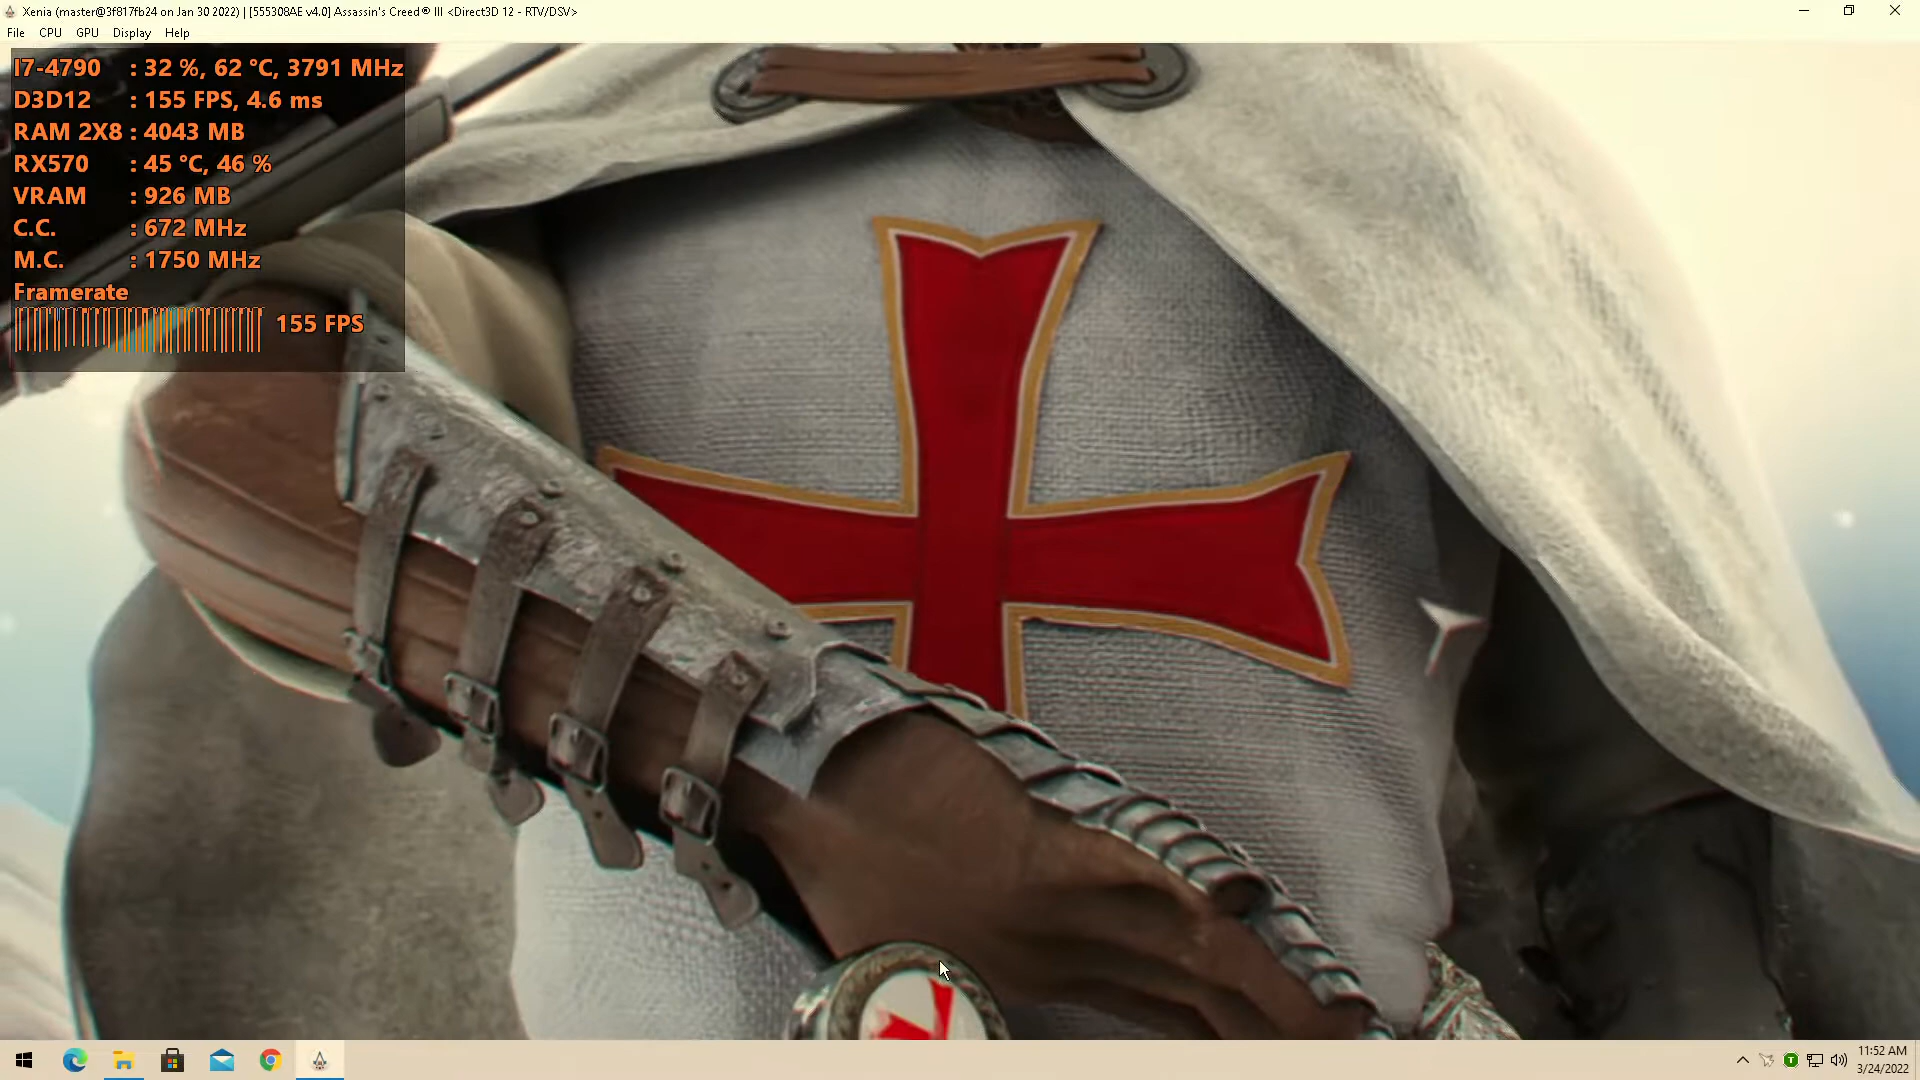 Xenia (master@3f817fb24 on Jan 30 2022) | [555308AE v4.0] Assassin's Creed® III <Direct3D 12 - RTV/DSV>
File CPU GPU Display Help
I7-4790 : 32 %, 62 °C, 3791 MHz
D3D12 : 155 FPS, 4.6 ms
RAM 2X8 : 4043 MB
RX570 : 45 °C, 46 %
VRAM : 926 MB
C.C. : 672 MHz
M.C. : 1750 MHz
Framerate
155 FPS
11:52 AM
3/24/2022